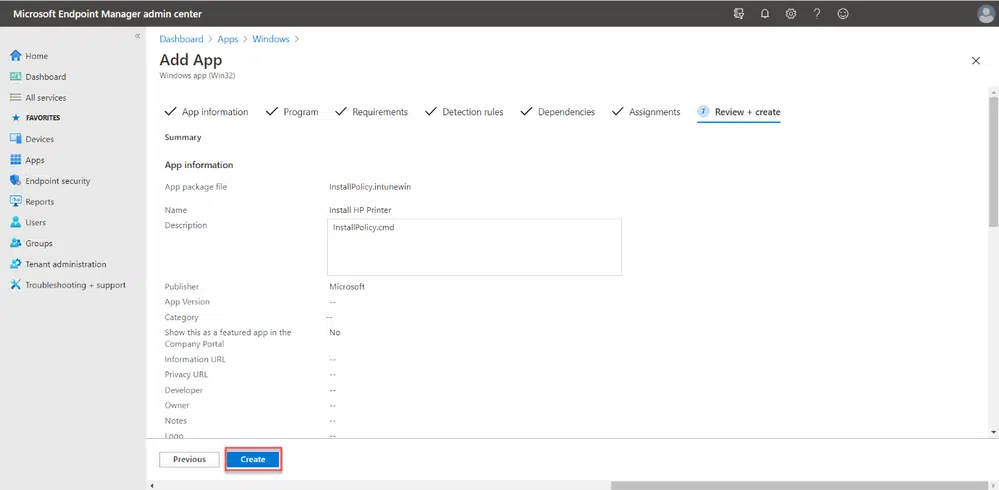 Microsoft Endpoint Manager admin center
«
Home
Dashboard
All services
FAVORITES
Devices
Apps
Endpoint security
Reports
Users
Groups
Tenant administration
Troubleshooting + support
Dashboard > Apps > Windows >
Add App
Windows app (Win32)
App information Program Requirements Detection rules Dependencies Assignments 7 Review + create
Summary
App information
App package file InstallPolicy.intunewin
Name Install HP Printer
Description InstallPolicy.cmd
Publisher Microsoft
App Version --
Category --
Show this as a featured app in the No
Company Portal
Information URL --
Privacy URL --
Developer --
Owner --
Notes --
Logo --
Previous Create